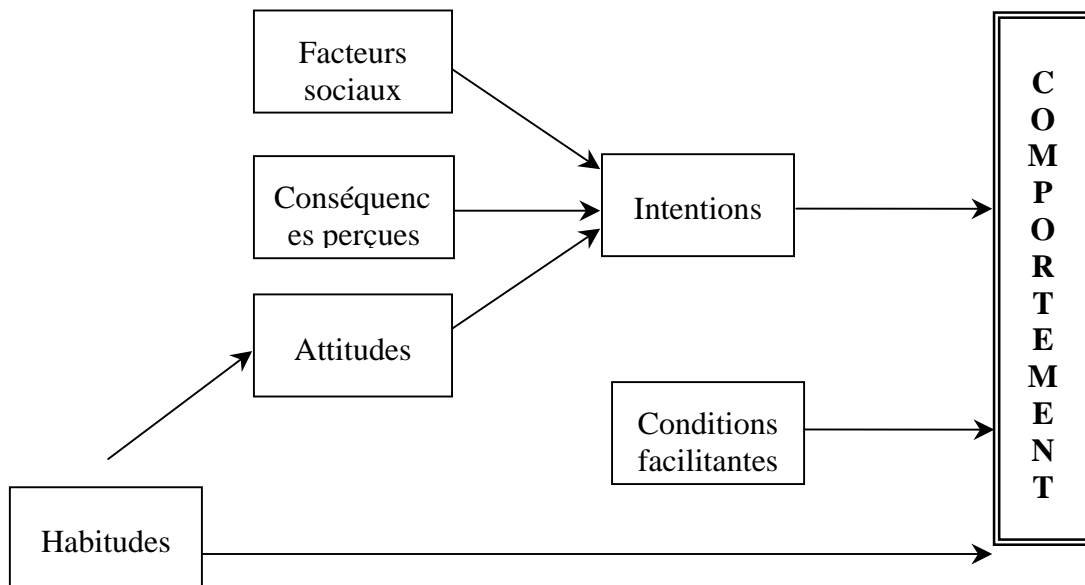 Facteurs
sociaux
Conséquenc
es perçues
Intentions
Attitudes
Conditions
facilitantes
Habitudes
C
O
M
P
O
R
T
E
M
E
N
T